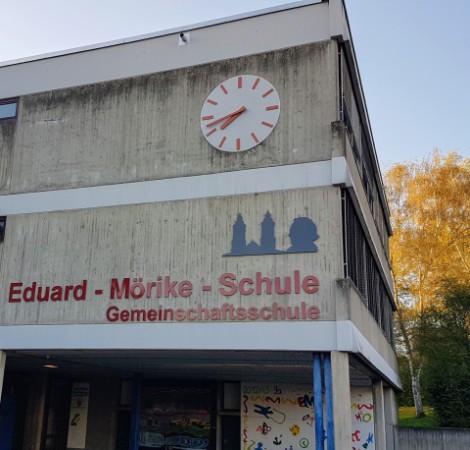 Eduard - Mörike - Schule
Gemeinschaftsschule